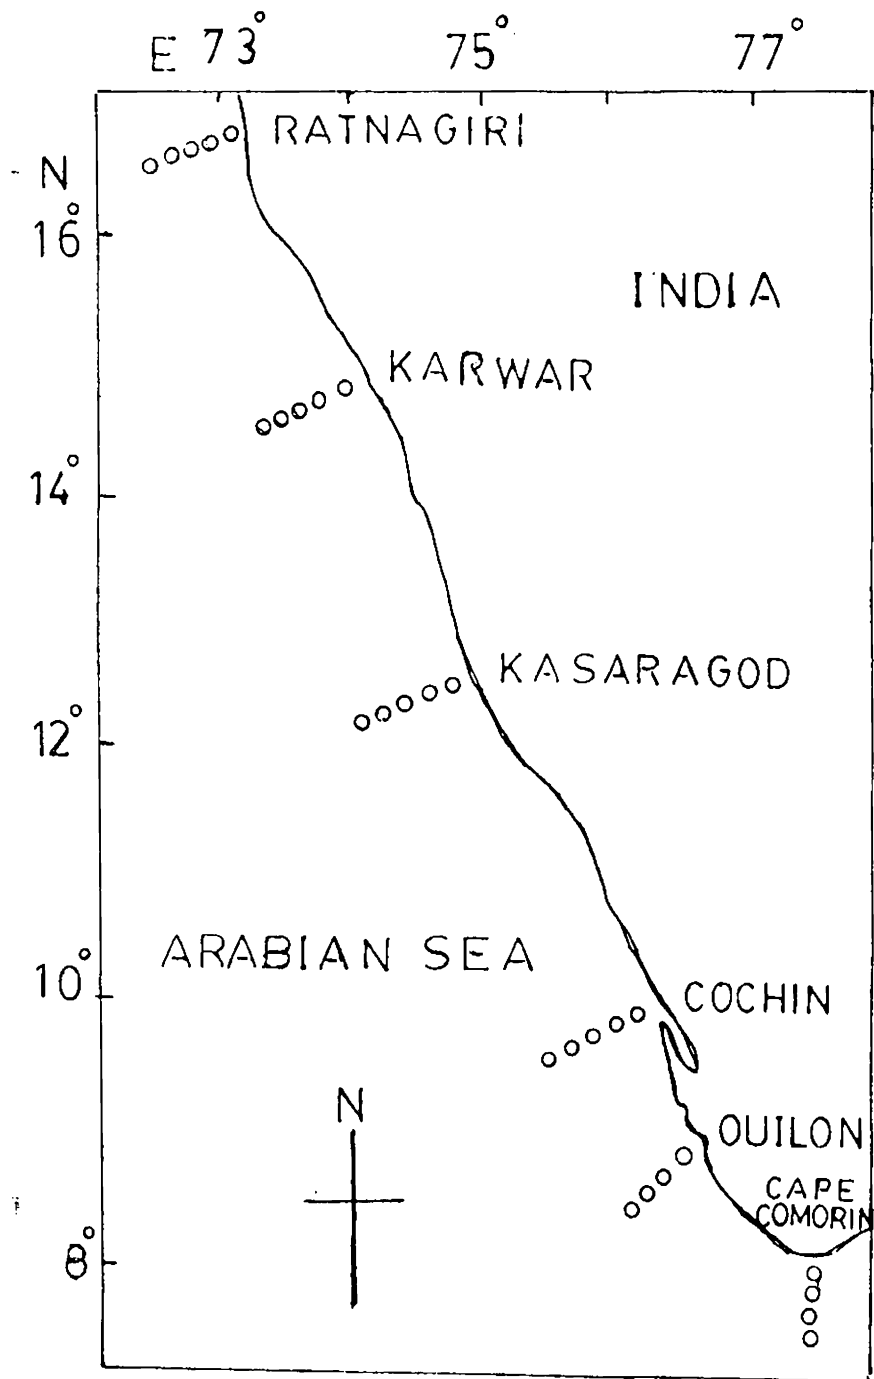 E 73° 75° 77°
RATNAGIRI
N
16°
INDIA
KARWAR
14°
KASARAGOD
12°
ARABIAN SEA
10°
COCHIN
N
OUILON
CAPE
COMORIN
8°